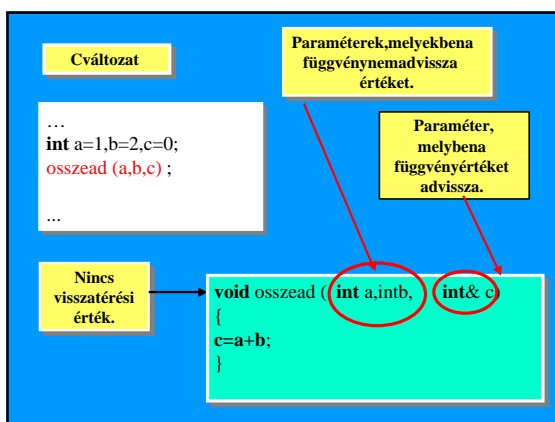 Cváltozat
Paraméterek,melyekbena
függvénynemadvissza
értéket.
…
int a=1,b=2,c=0;
osszead (a,b,c) ;
...
Paraméter,
melybena
függvényértéket
advissza.
Nincs
visszatérési
érték.
void osszead ( int a,intb, int& c)
{
c=a+b;
}